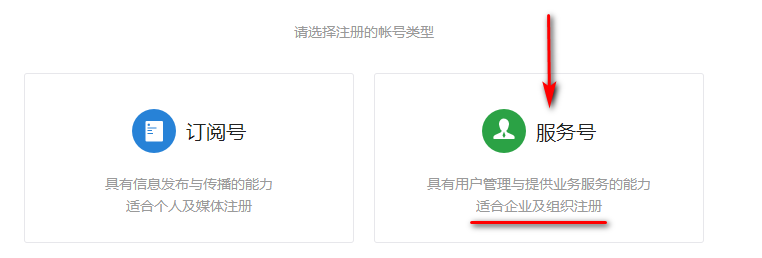 请选择注册的帐号类型
订阅号
具有信息发布与传播的能力
适合个人及媒体注册
服务号
具有用户管理与提供业务服务的能力
适合企业及组织注册